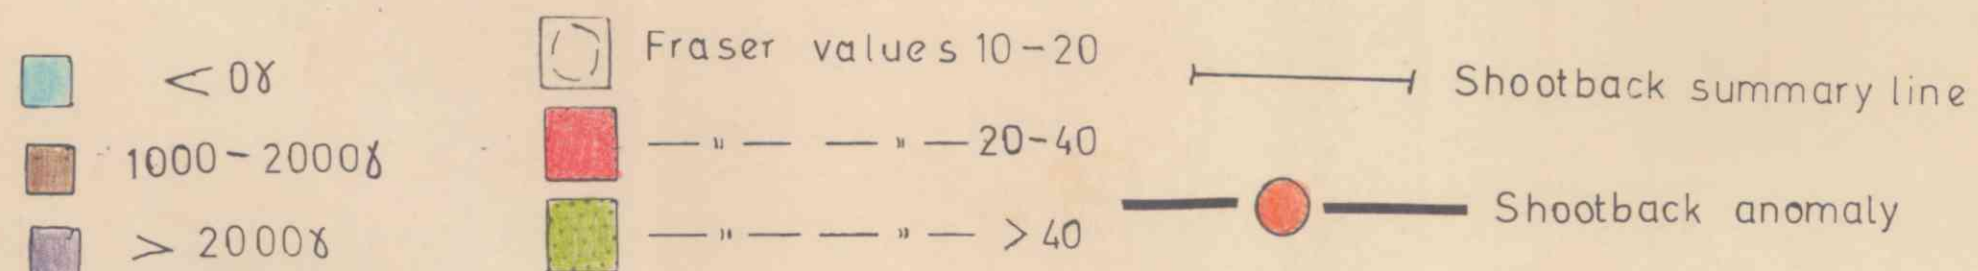 < 0γ
1000 - 2000γ
> 2000γ
Fraser values 10 - 20
— " — — " — 20-40
— " — — " — > 40
Shootback summary line
Shootback anomaly